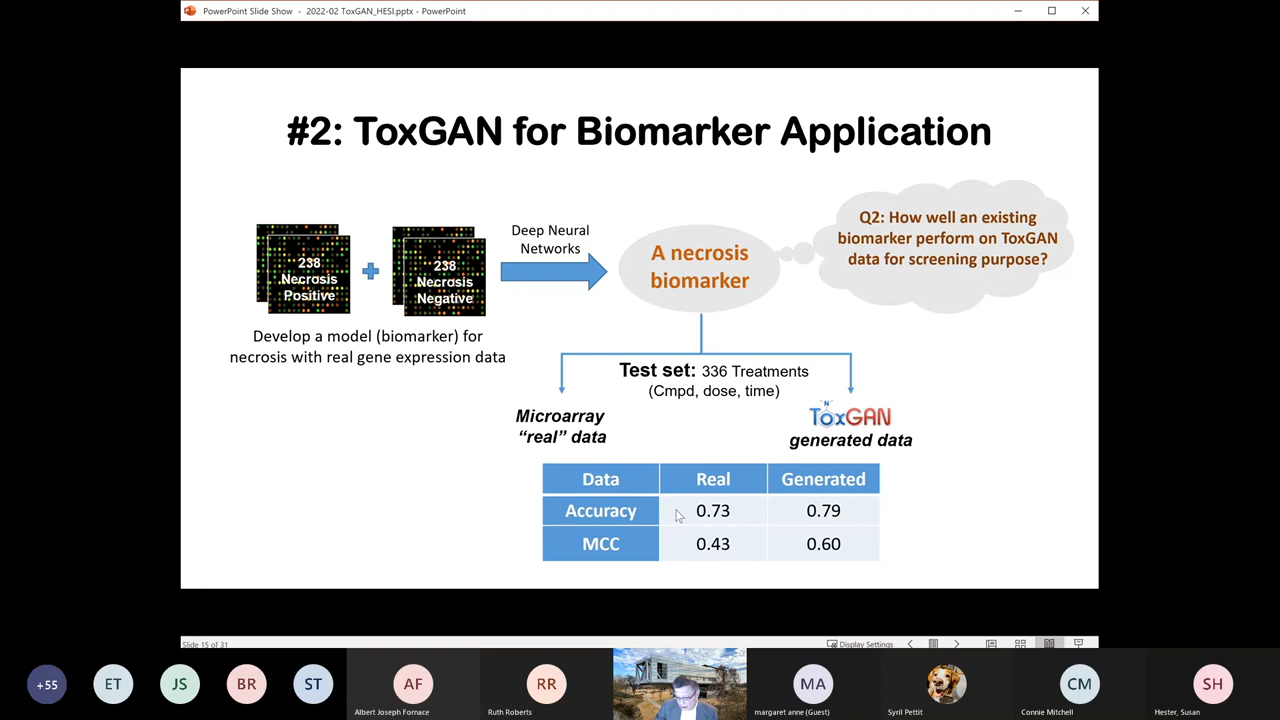 PowerPoint Slide Show - 2022-02 ToxGAN_HESI.pptx - PowerPoint
#2: ToxGAN for Biomarker Application
238
Necrosis
Positive
238
Necrosis
Negative
Deep Neural
Networks
A necrosis
biomarker
Q2: How well an existing
biomarker perform on ToxGAN
data for screening purpose?
Develop a model (biomarker) for
necrosis with real gene expression data
Test set: 336 Treatments
(Cmpd, dose, time)
Microarray
“real” data
N
ToxGAN
generated data
Data Real Generated
Accuracy 0.73 0.79
MCC 0.43 0.60
Slide 15 of 31
Display Settings
+55
ET
JS
BR
ST
AF
Albert Joseph Fornace
RR
Ruth Roberts
MA
margaret anne (Guest)
Syril Pettit
CM
Connie Mitchell
SH
Hester, Susan